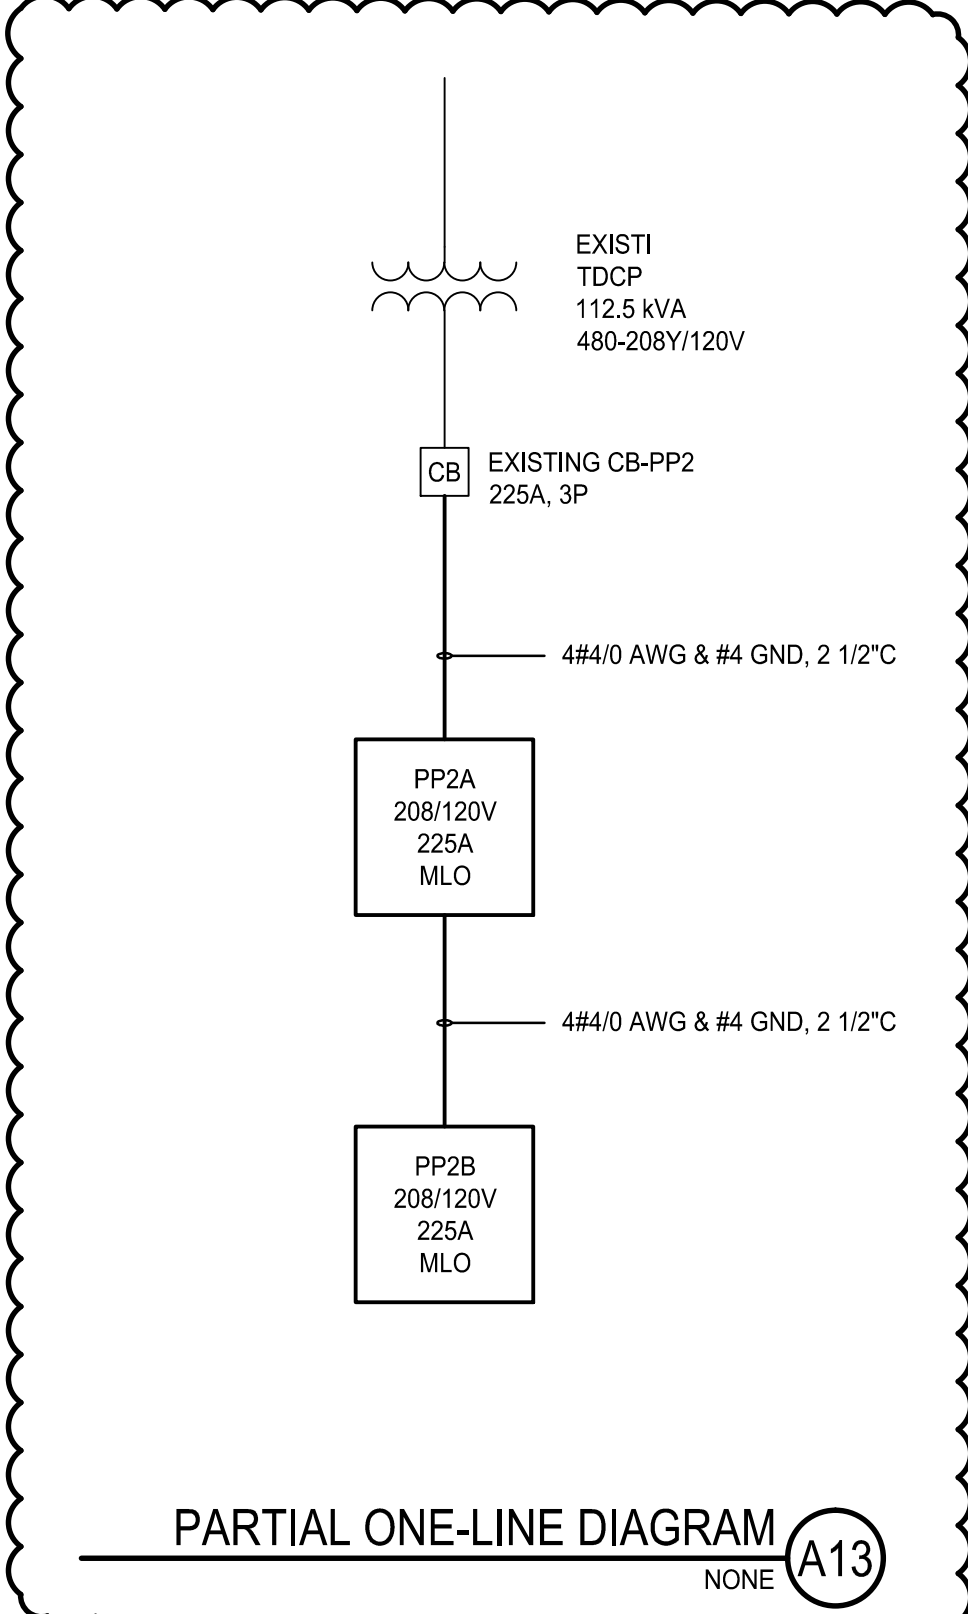 EXISTI
TDCP
112.5 kVA
480-208Y/120V
CB
EXISTING CB-PP2
225A, 3P
4#4/0 AWG & #4 GND, 2 1/2"C
PP2A
208/120V
225A
MLO
4#4/0 AWG & #4 GND, 2 1/2"C
PP2B
208/120V
225A
MLO
PARTIAL ONE-LINE DIAGRAM
NONE
A13